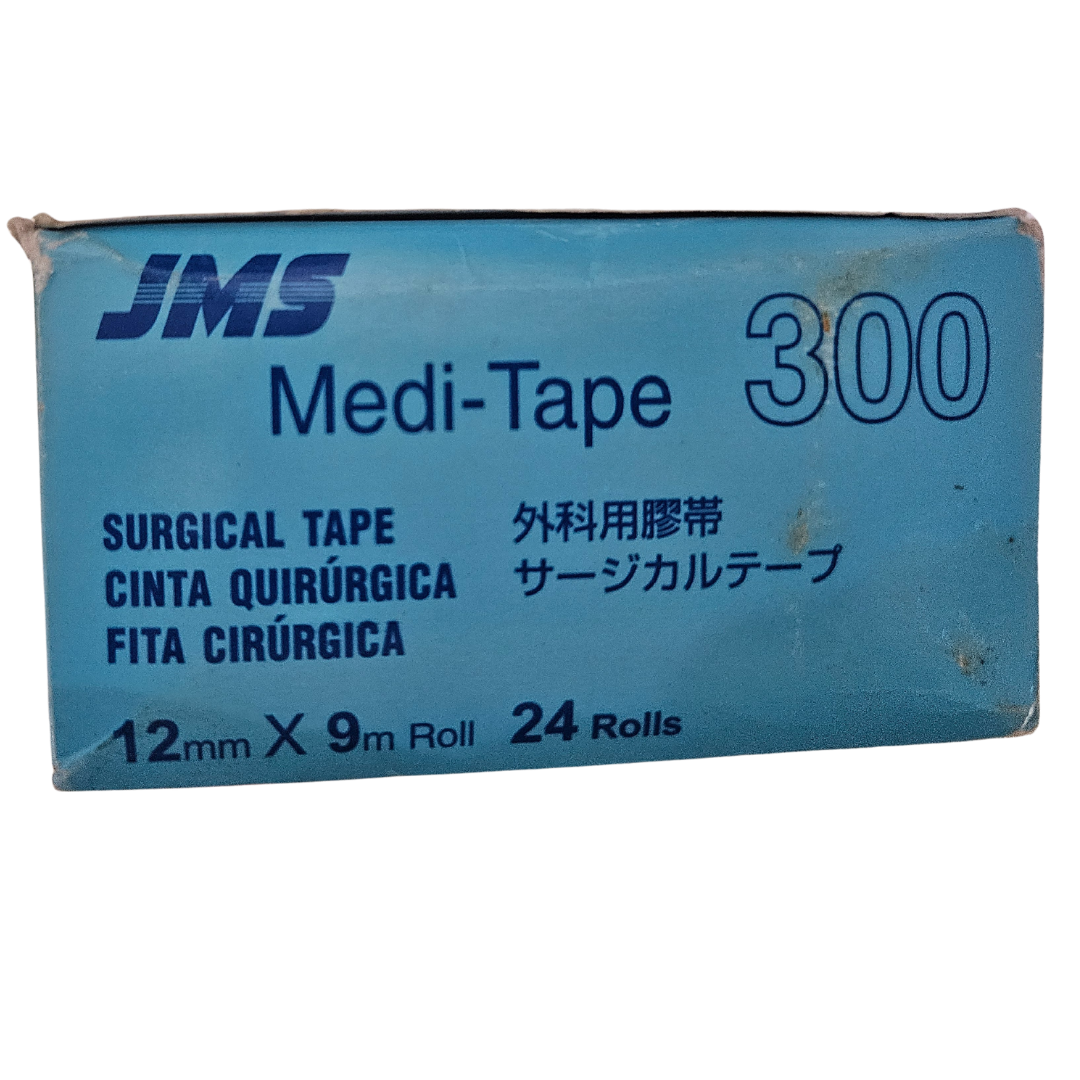 JMS
Medi-Tape 300
SURGICAL TAPE
CINTA QUIRÚRGICA
FITA CIRÚRGICA
外科用膠帯
サージカルテープ
12mm X 9m Roll 24 Rolls